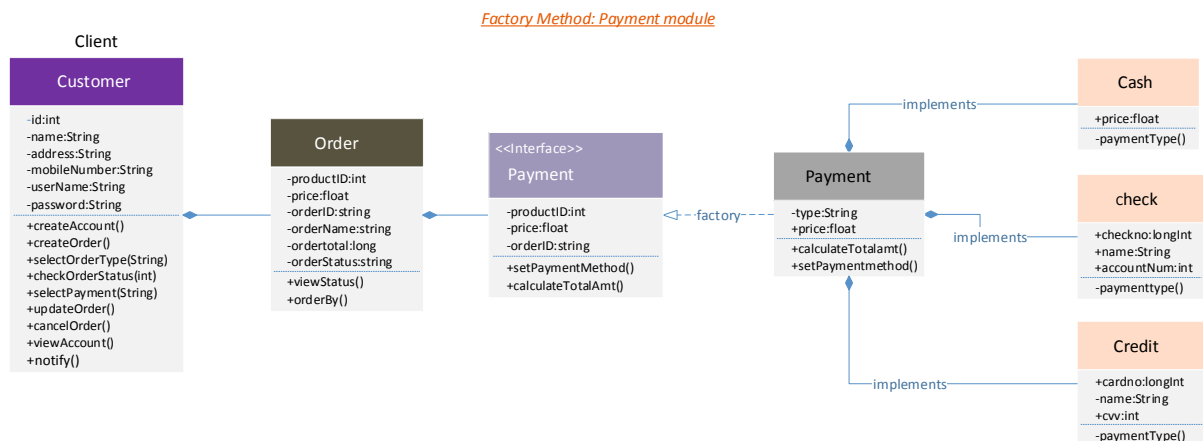 Factory Method: Payment module
Client
Customer
-id:int
-name:String
-address:String
-mobileNumber:String
-userName:String
-password:String
+createAccount()
+createOrder()
+selectOrderType(String)
+checkOrderStatus(int)
+selectPayment(String)
+updateOrder()
+cancelOrder()
+viewAccount()
+notify()
Order
-productID:int
-price:float
-orderID:string
-orderName:string
-ordertotal:long
-orderStatus:string
+viewStatus()
+orderBy()
<<Interface>>
Payment
-productID:int
-price:float
-orderID:string
+setPaymentMethod()
+calculateTotalAmt()
factory
Payment
-type:String
+price:float
+calculateTotalamt()
+setPaymentmethod()
implements
implements
implements
Cash
+price:float
-paymentType()
check
+checkno:longInt
+name:String
+accountNum:int
-paymenttype()
Credit
+cardno:longInt
-name:String
+cvv:int
-paymentType()